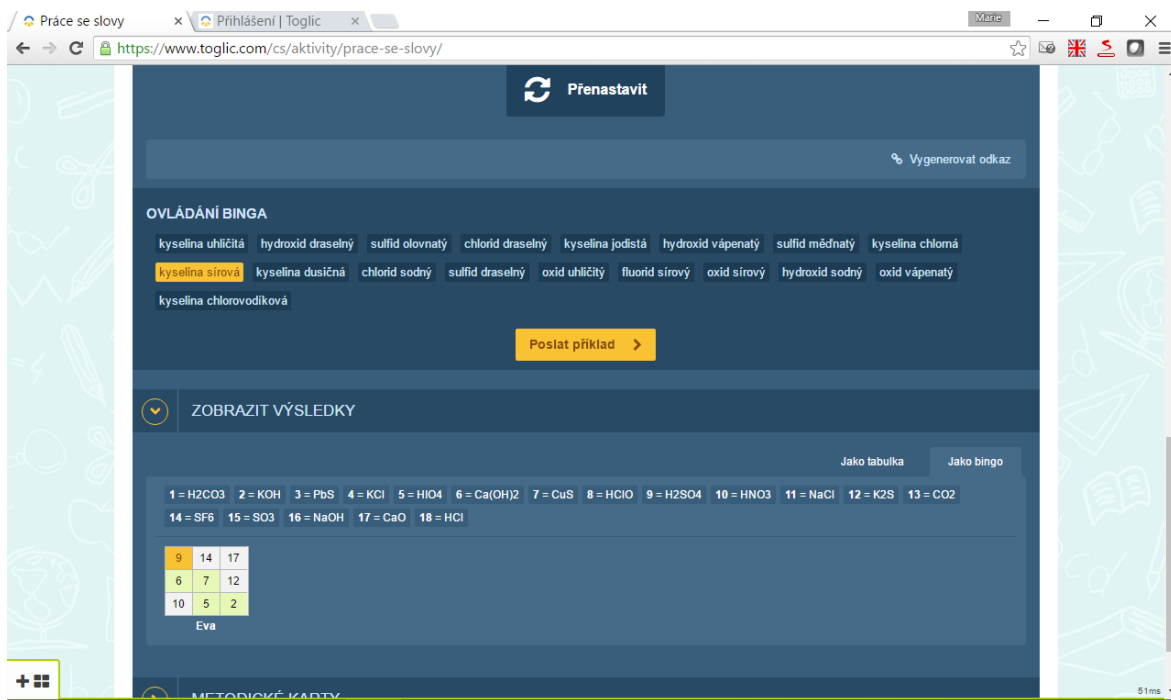 Práce se slovy
Přihlášení | Toglic
Marie
https://www.toglic.com/cs/aktivity/prace-se-slovy/
Přenastavit
Vygenerovat odkaz
OVLÁDÁNÍ BINGA
kyselina uhličitá hydroxid draselný sulfid olovnatý chlorid draselný kyselina jodistá hydroxid vápenatý sulfid měďnatý kyselina chlorná
kyselina sírová kyselina dusičná chlorid sodný sulfid draselný oxid uhličitý fluorid sírový oxid sírový hydroxid sodný oxid vápenatý
kyselina chlorovodíková
Poslat příklad
ZOBRAZIT VÝSLEDKY
Jako tabulka Jako bingo
1 = H2CO3 2 = KOH 3 = PbS 4 = KCl 5 = HIO4 6 = Ca(OH)2 7 = CuS 8 = HClO 9 = H2SO4 10 = HNO3 11 = NaCl 12 = K2S 13 = CO2
14 = SF6 15 = SO3 16 = NaOH 17 = CaO 18 = HCl
9 14 17
6 7 12
10 5 2
Eva
METODICKÉ KARTY
51ms